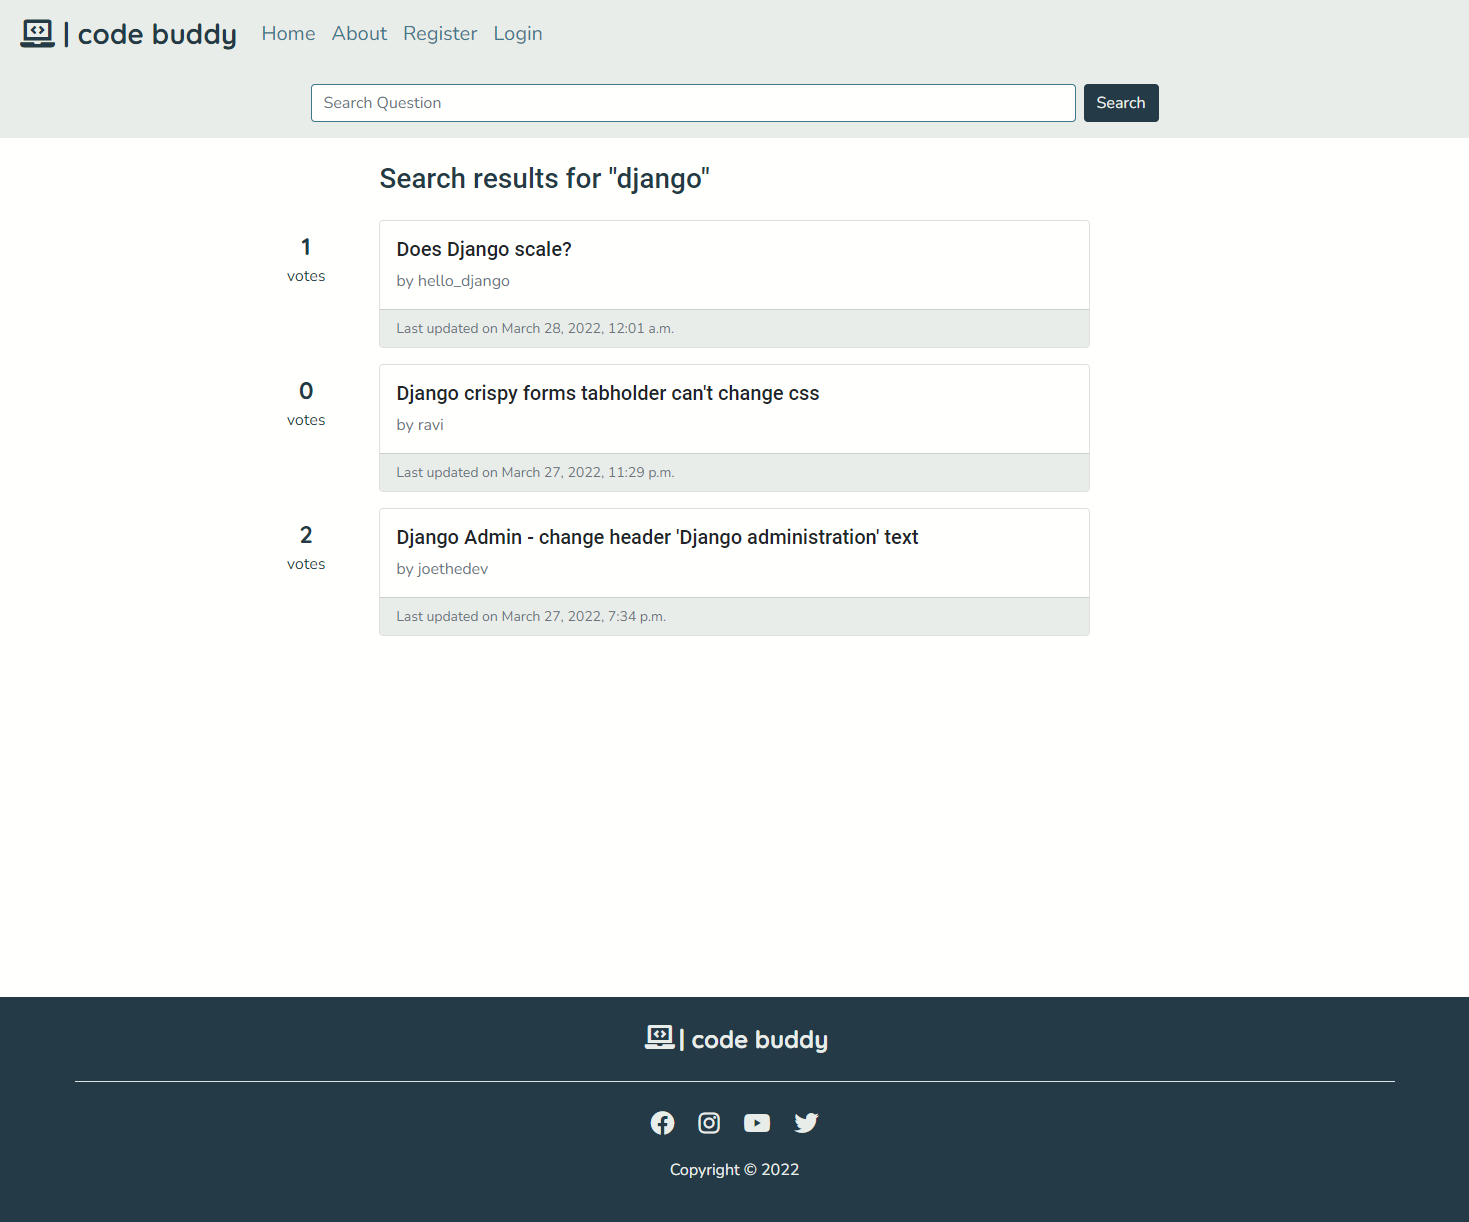 | code buddy Home About Register Login
Search Question Search
Search results for "django"
1
votes
Does Django scale?
by hello_django
Last updated on March 28, 2022, 12:01 a.m.
0
votes
Django crispy forms tabholder can't change css
by ravi
Last updated on March 27, 2022, 11:29 p.m.
2
votes
Django Admin - change header 'Django administration' text
by joethedev
Last updated on March 27, 2022, 7:34 p.m.
| code buddy
Copyright © 2022